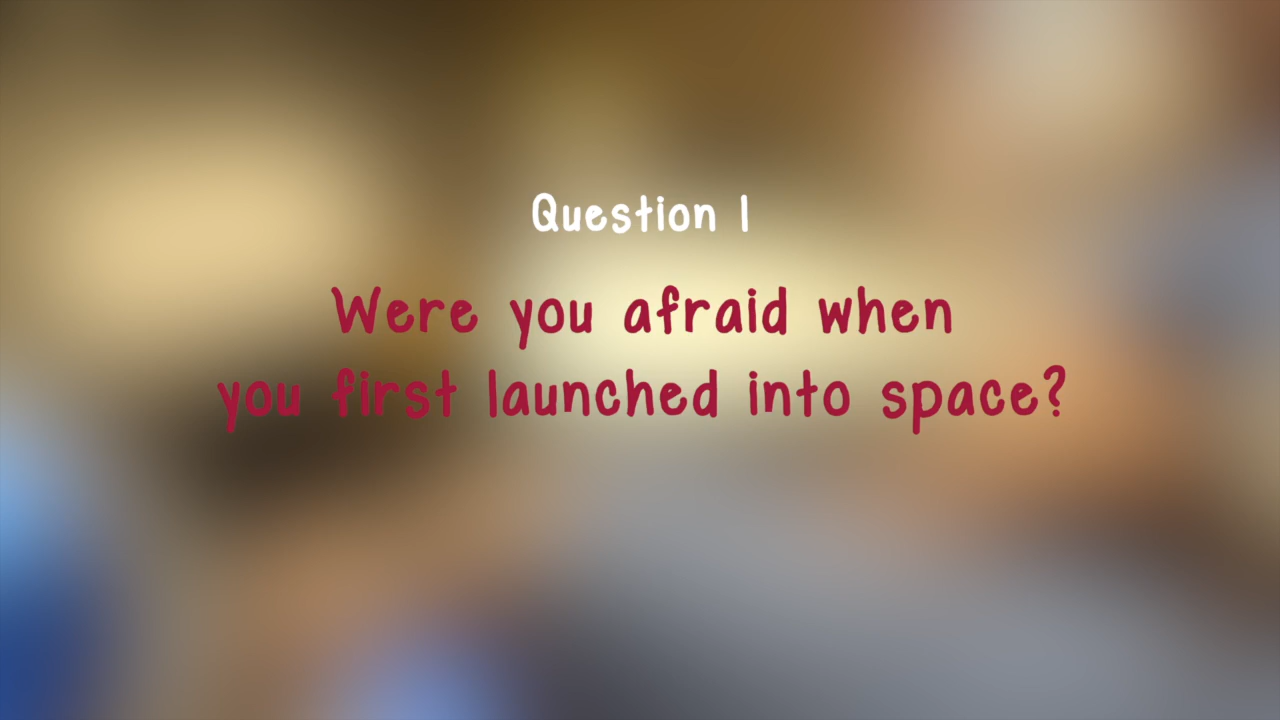 Question 1
Were you afraid when
you first launched into space?